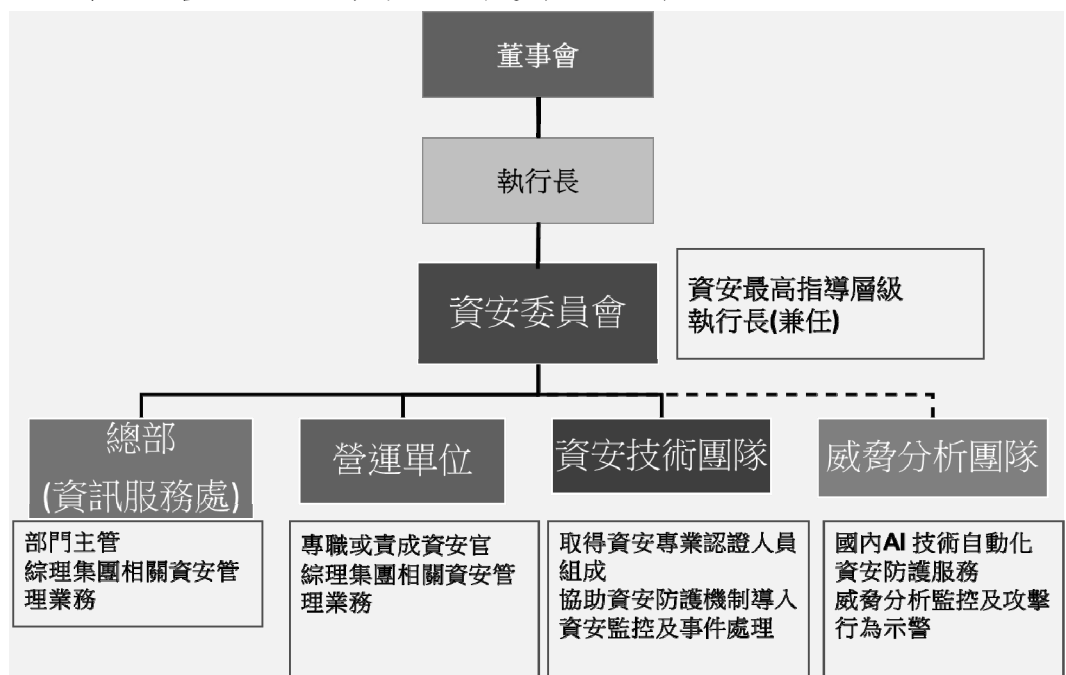 董事會
執行長
資安委員會
資安最高指導層級
執行長(兼任)
總部
(資訊服務處)
營運單位
資安技術團隊
威脅分析團隊
部門主管
綜理集團相關資安管
理業務
專職或責成資安官
綜理集團相關資安管
理業務
取得資安專業認證人員
組成
協助資安防護機制導入
資安監控及事件處理
國內AI 技術自動化
資安防護服務
威脅分析監控及攻擊
行為示警